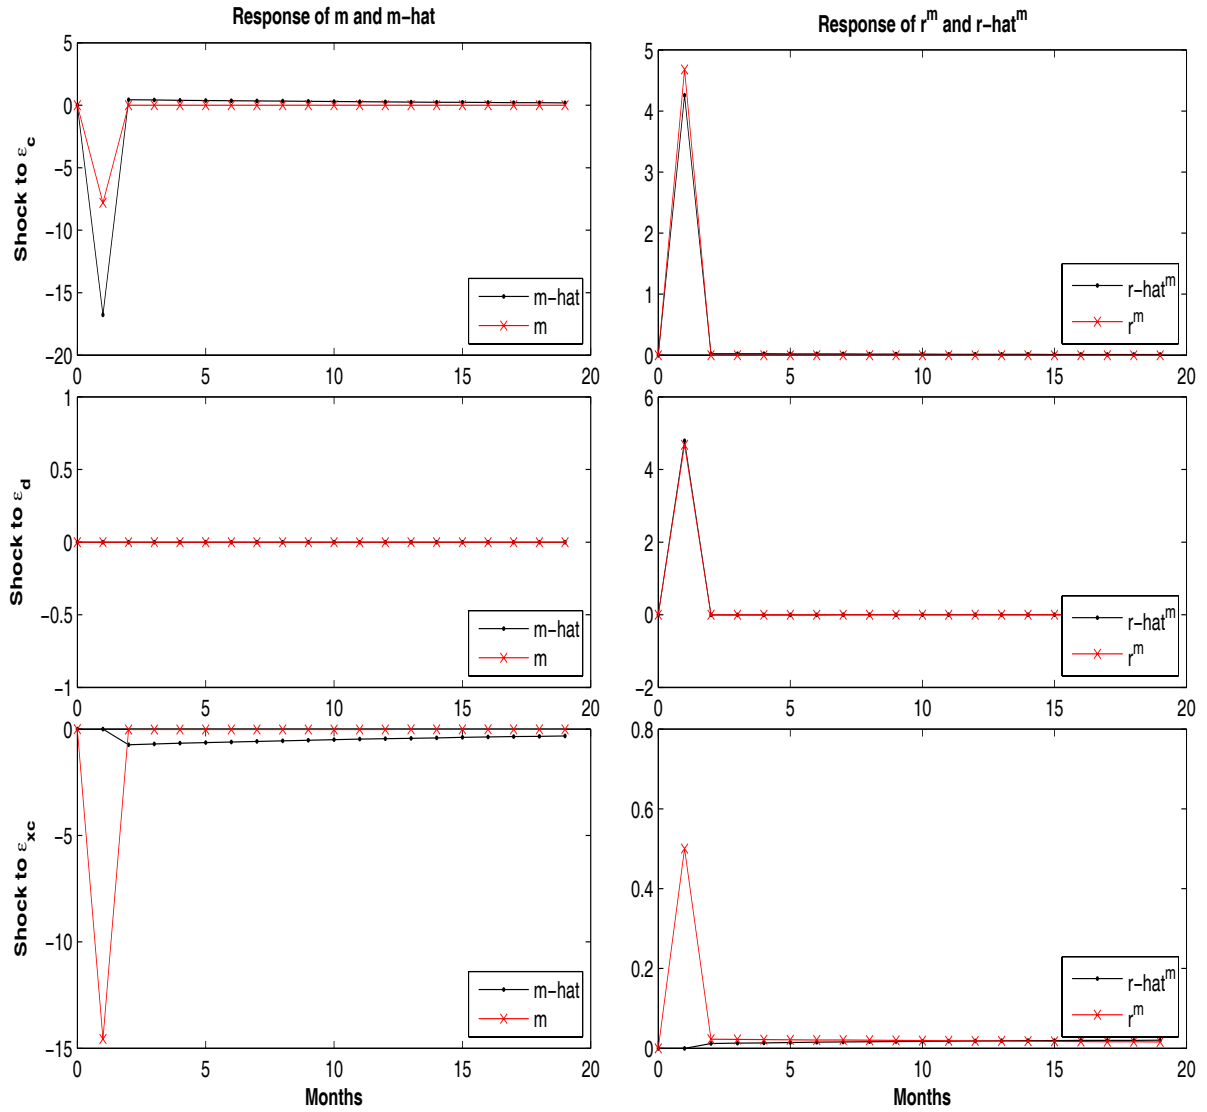 Response of m and m-hat
Response of r^m and r-hat^m
Shock to ε_c
5
0
-5
-10
-15
-20
0 5 10 15 20
m-hat
m
5
4
3
2
1
0
0 5 10 15 20
r-hat^m
r^m
Shock to ε_d
1
0.5
0
-0.5
-1
0 5 10 15 20
m-hat
m
6
4
2
0
-2
0 5 10 15 20
r-hat^m
r^m
Shock to ε_xc
0
-5
-10
-15
0 5 10 15 20
Months
m-hat
m
0.8
0.6
0.4
0.2
0
0 5 10 15 20
Months
r-hat^m
r^m